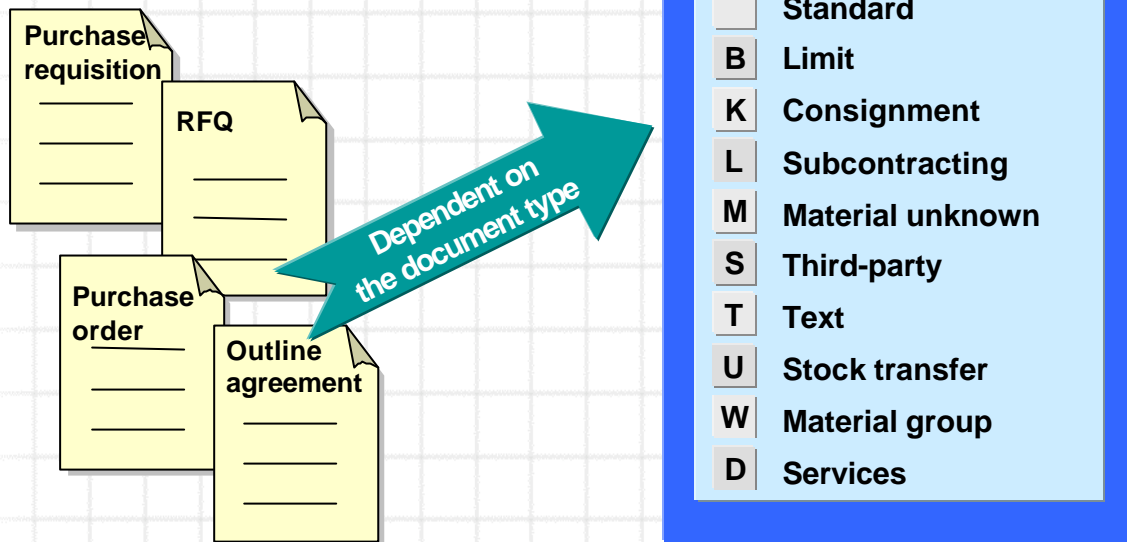 Purchase
requisition
RFQ
Purchase
order
Outline
agreement
Dependent on
the document type
Standard
B Limit
K Consignment
L Subcontracting
M Material unknown
S Third-party
T Text
U Stock transfer
W Material group
D Services